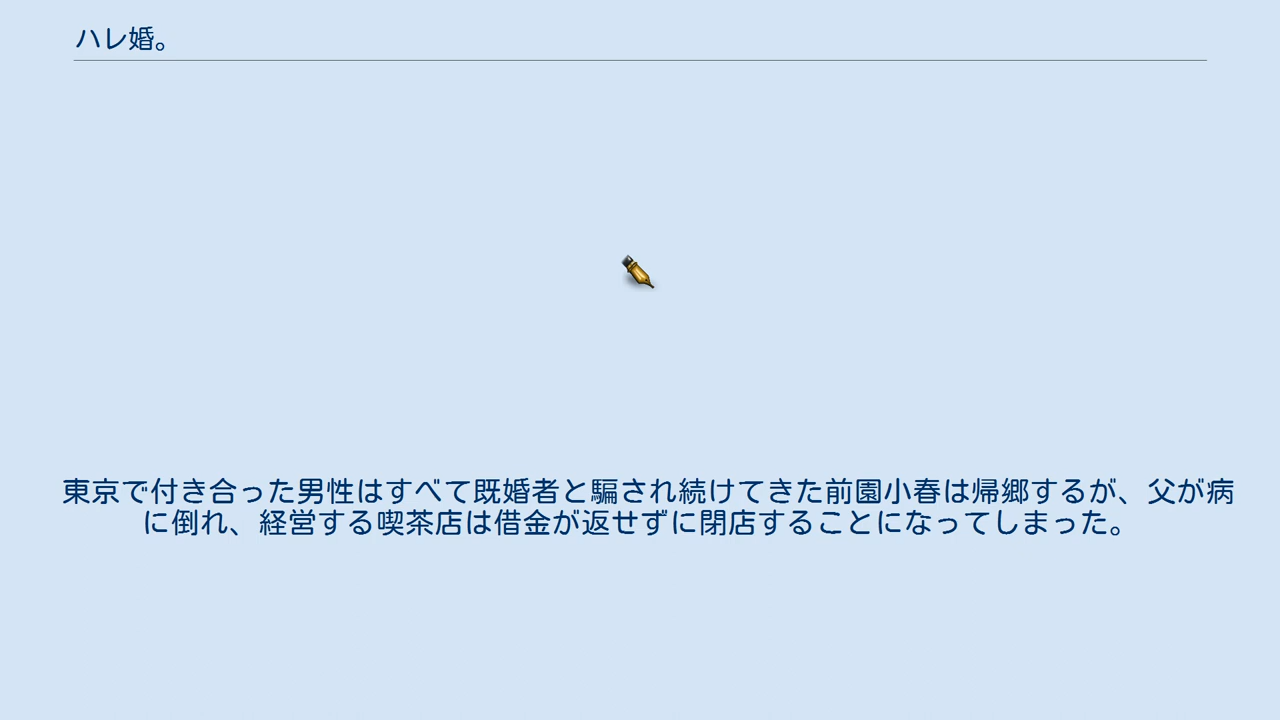 ハレ婚。
東京で付き合った男性はすべて既婚者と騙され続けてきた前園小春は帰郷するが、父が病
に倒れ、経営する喫茶店は借金が返せずに閉店することになってしまった。